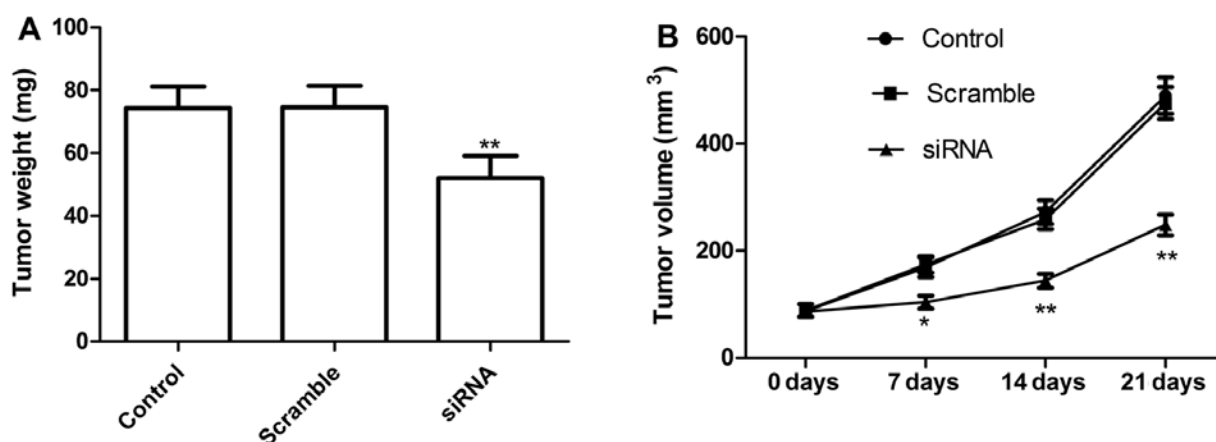 A
Tumor weight (mg)
100
80
60
40
20
0
**
Control
Scramble
siRNA
B
Tumor volume (mm³)
600
400
200
0
Control
Scramble
siRNA
*
**
**
0 days
7 days
14 days
21 days